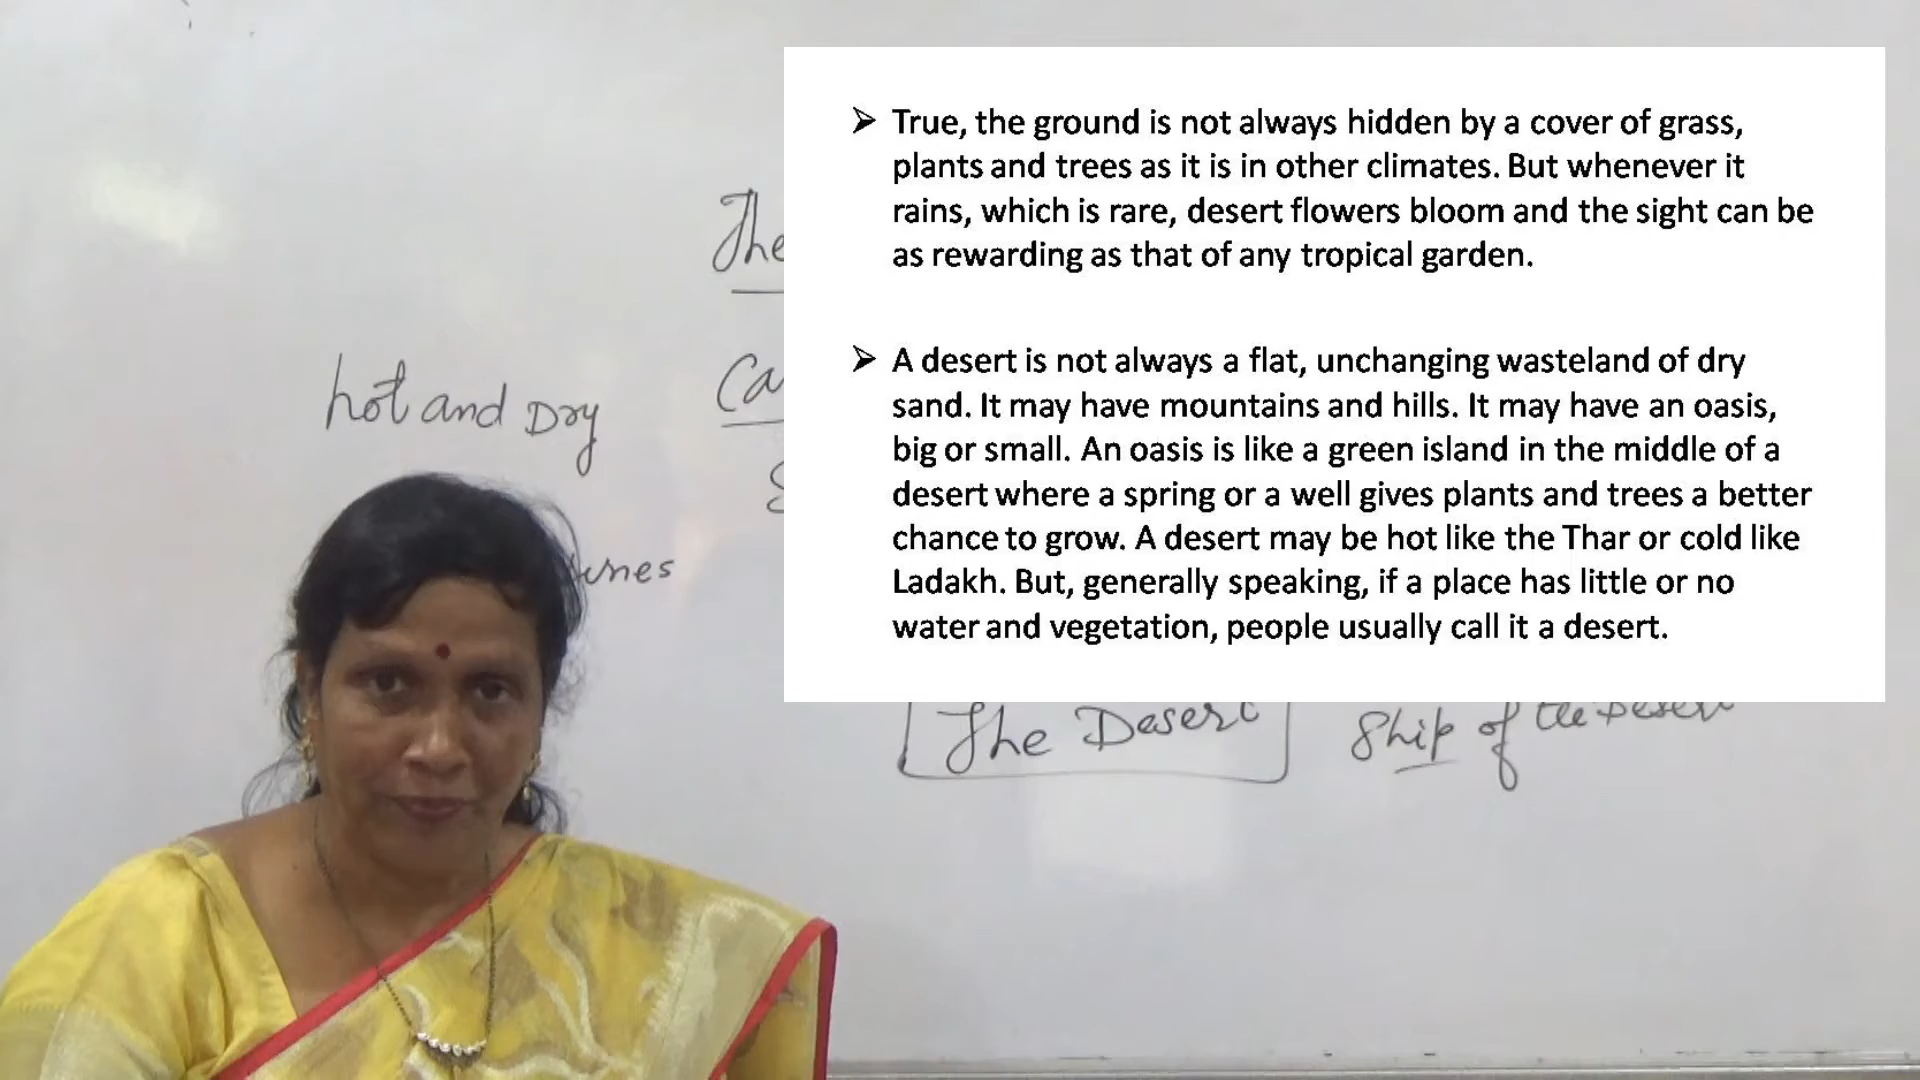 The
hot and Dry
Ca
➢ True, the ground is not always hidden by a cover of grass,
plants and trees as it is in other climates. But whenever it
rains, which is rare, desert flowers bloom and the sight can be
as rewarding as that of any tropical garden.
➢ A desert is not always a flat, unchanging wasteland of dry
sand. It may have mountains and hills. It may have an oasis,
big or small. An oasis is like a green island in the middle of a
desert where a spring or a well gives plants and trees a better
chance to grow. A desert may be hot like the Thar or cold like
Ladakh. But, generally speaking, if a place has little or no
water and vegetation, people usually call it a desert.
The Desert
Ship of the Desert